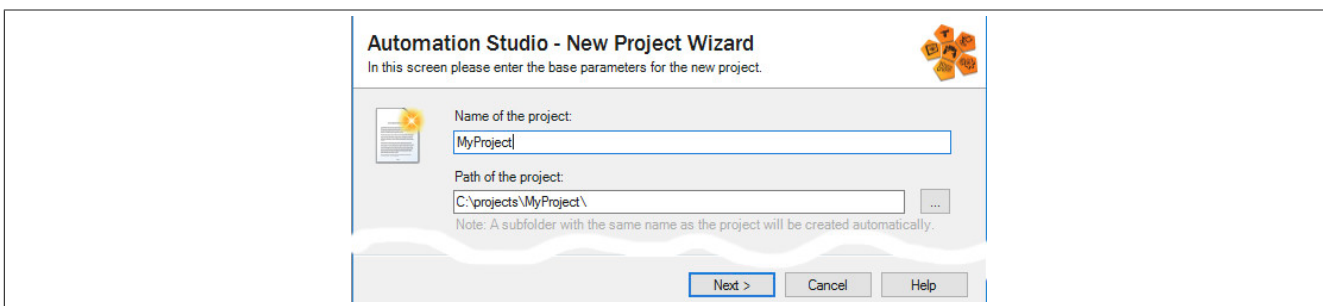 Automation Studio - New Project Wizard
In this screen please enter the base parameters for the new project.
Name of the project:
MyProject
Path of the project:
C:\projects\MyProject\
...
Note: A subfolder with the same name as the project will be created automatically.
Next >
Cancel
Help